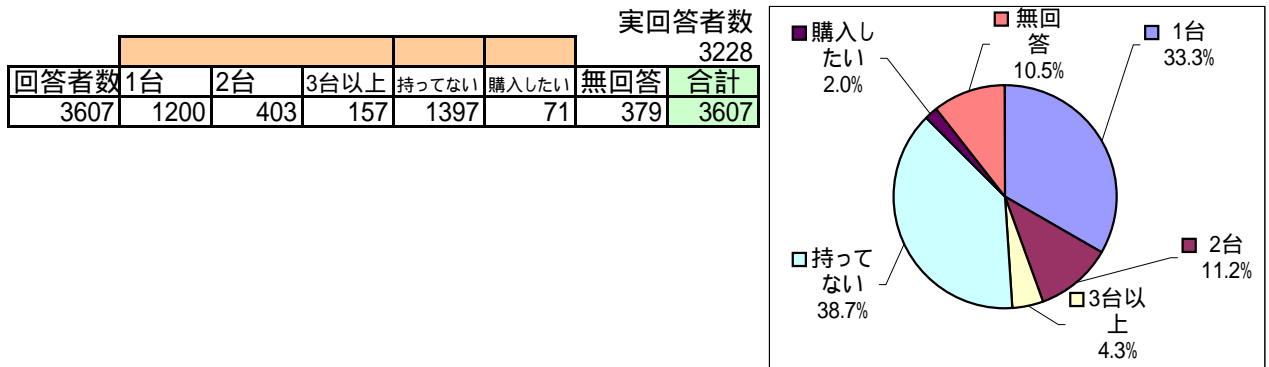 実回答者数
3228
回答者数 1台 2台 3台以上 持ってない 購入したい 無回答 合計
3607 1200 403 157 1397 71 379 3607
購入し
たい
2.0%
無回
答
10.5%
1台
33.3%
2台
11.2%
3台以
上
4.3%
持って
ない
38.7%